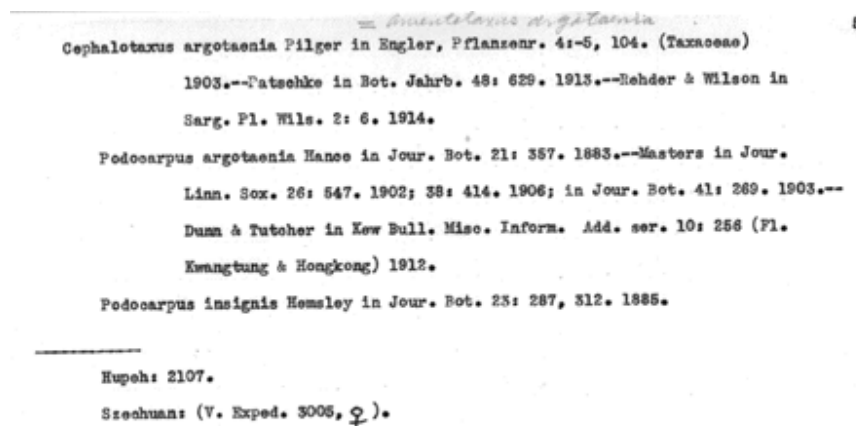 = amentotaxus argotaenia
Cephalotaxus argotaenia Pilger in Engler, Pflanzenr. 4:-5, 104. (Taxaceae)
1903.--Patschke in Bot. Jahrb. 48: 629. 1913.--Rehder & Wilson in
Sarg. Pl. Wils. 2: 6. 1914.
Podocarpus argotaenia Hance in Jour. Bot. 21: 357. 1883.--Masters in Jour.
Linn. Sox. 26: 547. 1902; 38: 414. 1906; in Jour. Bot. 41: 269. 1903.--
Dunn & Tutcher in Kew Bull. Misc. Inform. Add. ser. 10: 256 (Fl.
Kwangtung & Hongkong) 1912.
Podocarpus insignis Hemsley in Jour. Bot. 23: 287, 312. 1885.
Hupeh: 2107.
Szechuan: (V. Exped. 3005, ♀ ).